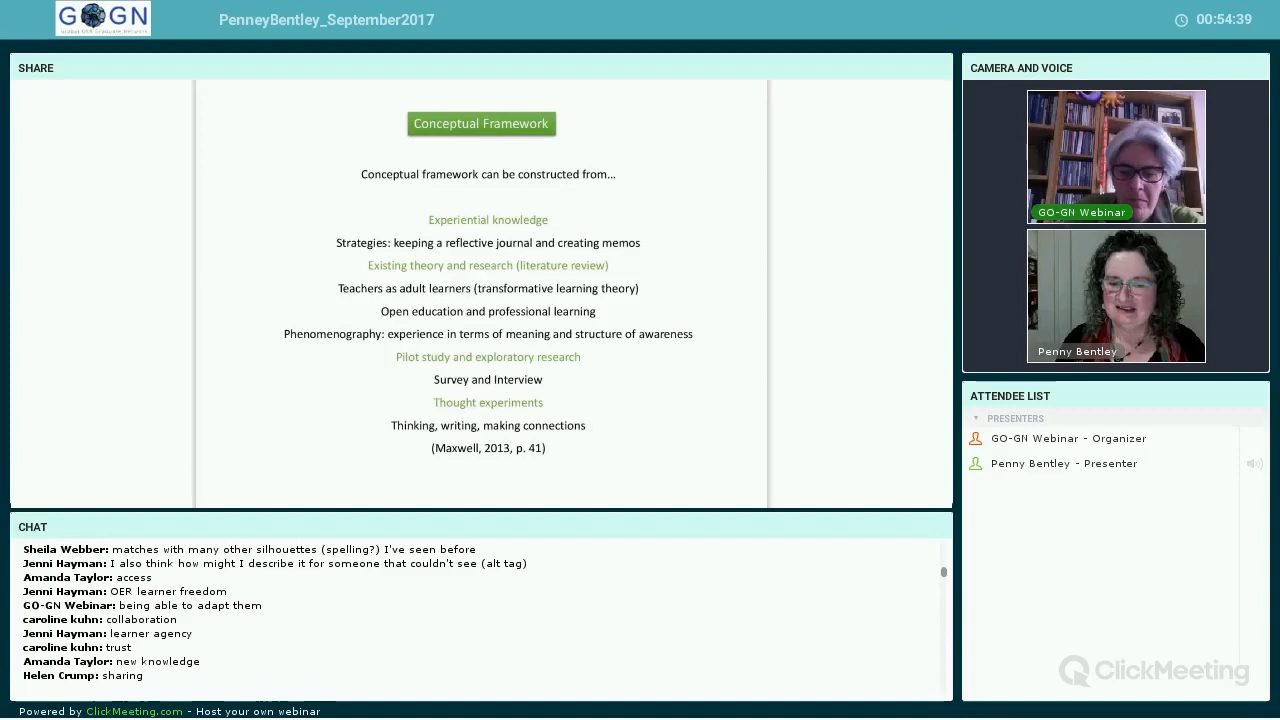 GOGN
Global OER Graduate Network
PenneyBentley_September2017
00:54:39
SHARE
Conceptual Framework
Conceptual framework can be constructed from...
Experiential knowledge
Strategies: keeping a reflective journal and creating memos
Existing theory and research (literature review)
Teachers as adult learners (transformative learning theory)
Open education and professional learning
Phenomenography: experience in terms of meaning and structure of awareness
Pilot study and exploratory research
Survey and Interview
Thought experiments
Thinking, writing, making connections
(Maxwell, 2013, p. 41)
CAMERA AND VOICE
GO-GN Webinar
Penny Bentley
ATTENDEE LIST
PRESENTERS
GO-GN Webinar - Organizer
Penny Bentley - Presenter
ClickMeeting
CHAT
Sheila Webber: matches with many other silhouettes (spelling?) I've seen before
Jenni Hayman: I also think how might I describe it for someone that couldn't see (alt tag)
Amanda Taylor: access
Jenni Hayman: OER learner freedom
GO-GN Webinar: being able to adapt them
caroline kuhn: collaboration
Jenni Hayman: learner agency
caroline kuhn: trust
Amanda Taylor: new knowledge
Helen Crump: sharing
Powered by ClickMeeting.com - Host your own webinar